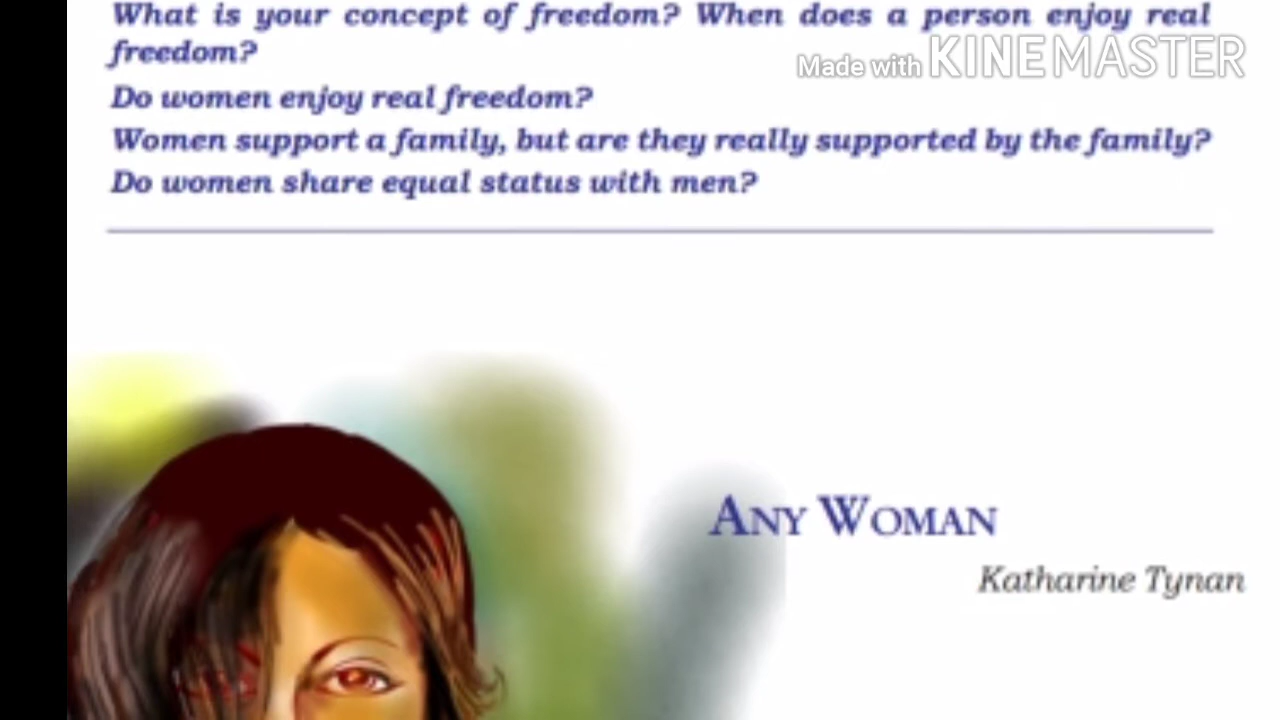 What is your concept of freedom? When does a person enjoy real
freedom?
Made with KINEMASTER
Do women enjoy real freedom?
Women support a family, but are they really supported by the family?
Do women share equal status with men?
ANY WOMAN
Katharine Tynan